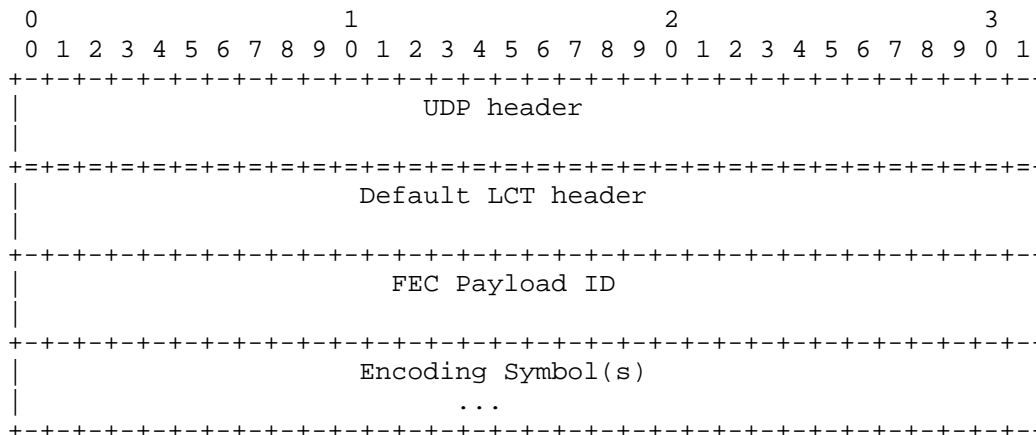 0                   1                   2                   3
 0 1 2 3 4 5 6 7 8 9 0 1 2 3 4 5 6 7 8 9 0 1 2 3 4 5 6 7 8 9 0 1
+-+-+-+-+-+-+-+-+-+-+-+-+-+-+-+-+-+-+-+-+-+-+-+-+-+-+-+-+-+-+-+-
|                         UDP header
|
+=+=+=+=+=+=+=+=+=+=+=+=+=+=+=+=+=+=+=+=+=+=+=+=+=+=+=+=+=+=+=+=
|                     Default LCT header
|
+-+-+-+-+-+-+-+-+-+-+-+-+-+-+-+-+-+-+-+-+-+-+-+-+-+-+-+-+-+-+-+-
|                       FEC Payload ID
|
+-+-+-+-+-+-+-+-+-+-+-+-+-+-+-+-+-+-+-+-+-+-+-+-+-+-+-+-+-+-+-+-
|                     Encoding Symbol(s)
|                           ...
+-+-+-+-+-+-+-+-+-+-+-+-+-+-+-+-+-+-+-+-+-+-+-+-+-+-+-+-+-+-+-+-